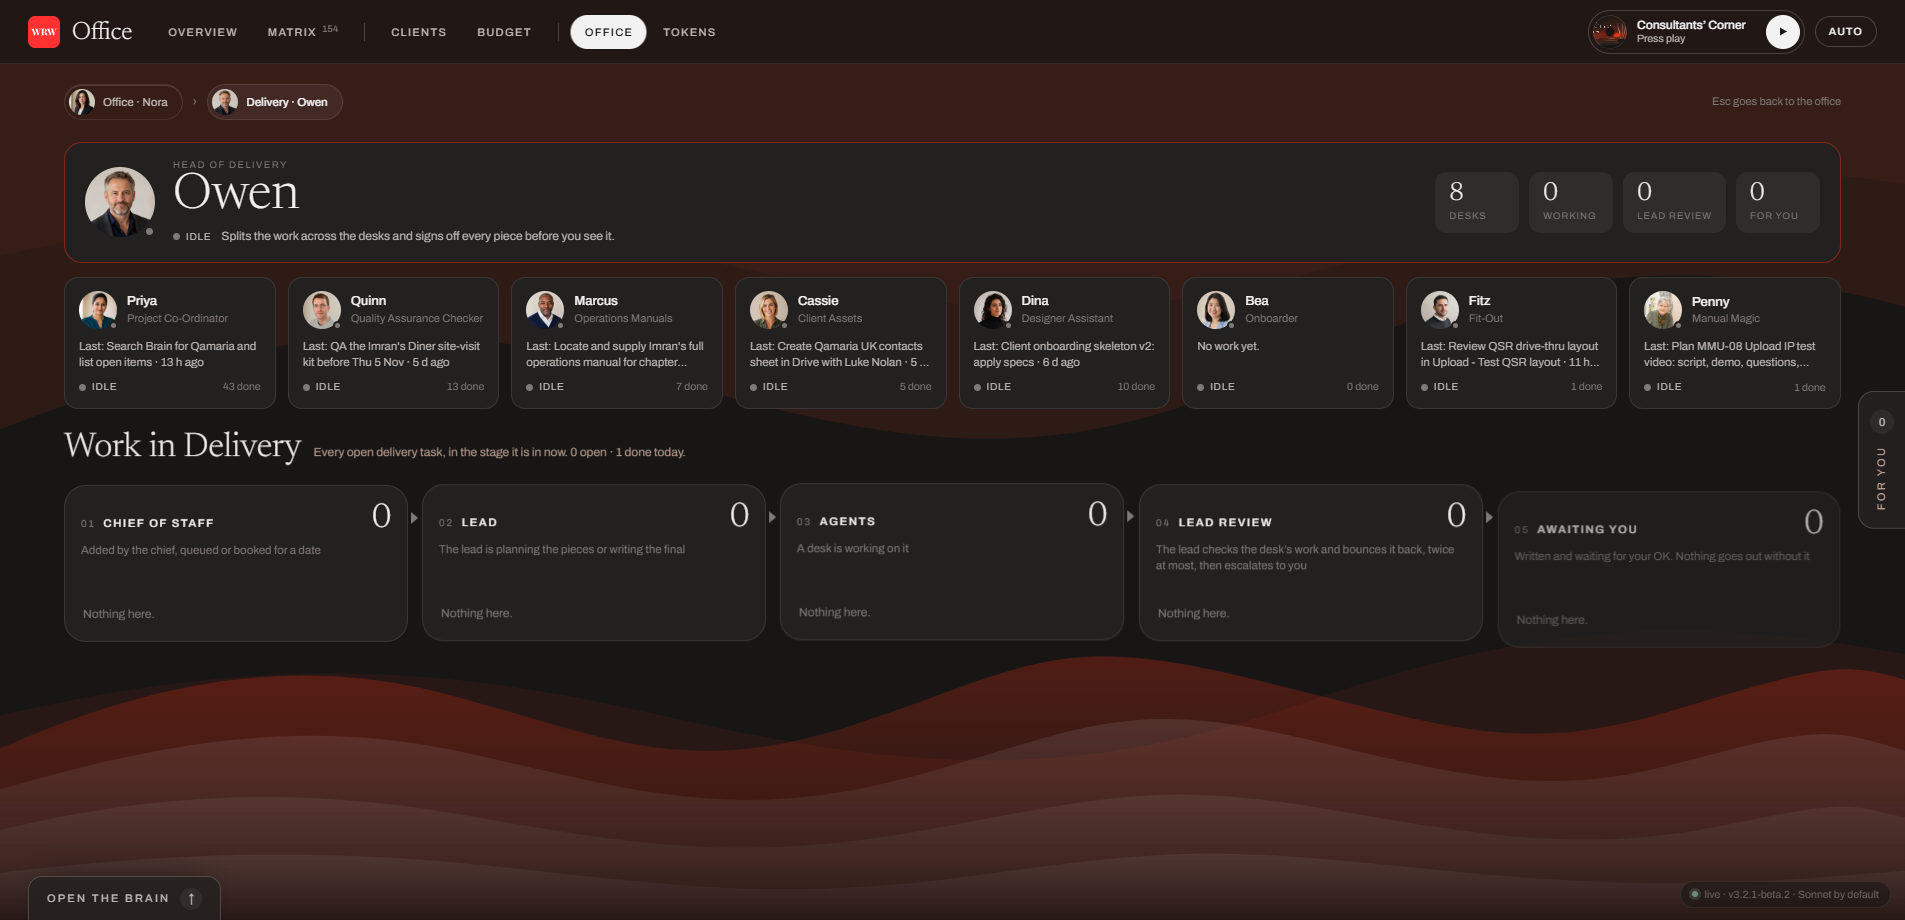 WRW Office OVERVIEW MATRIX 154 CLIENTS BUDGET OFFICE TOKENS
Consultants' Corner
Press play
AUTO
Office · Nora › Delivery · Owen
Esc goes back to the office
HEAD OF DELIVERY
Owen
IDLE Splits the work across the desks and signs off every piece before you see it.
8
DESKS
0
WORKING
0
LEAD REVIEW
0
FOR YOU
Priya
Project Co-Ordinator
Last: Search Brain for Qamaria and
list open items · 13 h ago
IDLE 43 done
Quinn
Quality Assurance Checker
Last: QA the Imran's Diner site-visit
kit before Thu 5 Nov · 5 d ago
IDLE 13 done
Marcus
Operations Manuals
Last: Locate and supply Imran's full
operations manual for chapter…
IDLE 7 done
Cassie
Client Assets
Last: Create Qamaria UK contacts
sheet in Drive with Luke Nolan · 5 …
IDLE 5 done
Dina
Designer Assistant
Last: Client onboarding skeleton v2:
apply specs · 6 d ago
IDLE 10 done
Bea
Onboarder
No work yet.
IDLE 0 done
Fitz
Fit-Out
Last: Review QSR drive-thru layout
in Upload - Test QSR layout · 11 h…
IDLE 1 done
Penny
Manual Magic
Last: Plan MMU-08 Upload IP test
video: script, demo, questions,…
IDLE 1 done
0
FOR YOU
Work in Delivery Every open delivery task, in the stage it is in now. 0 open · 1 done today.
01 CHIEF OF STAFF 0
Added by the chief, queued or booked for a date
Nothing here.
02 LEAD 0
The lead is planning the pieces or writing the final
Nothing here.
03 AGENTS 0
A desk is working on it
Nothing here.
04 LEAD REVIEW 0
The lead checks the desk's work and bounces it back, twice
at most, then escalates to you
Nothing here.
05 AWAITING YOU 0
Written and waiting for your OK. Nothing goes out without it
Nothing here.
OPEN THE BRAIN ↑
live · v3.2.1-beta.2 · Sonnet by default